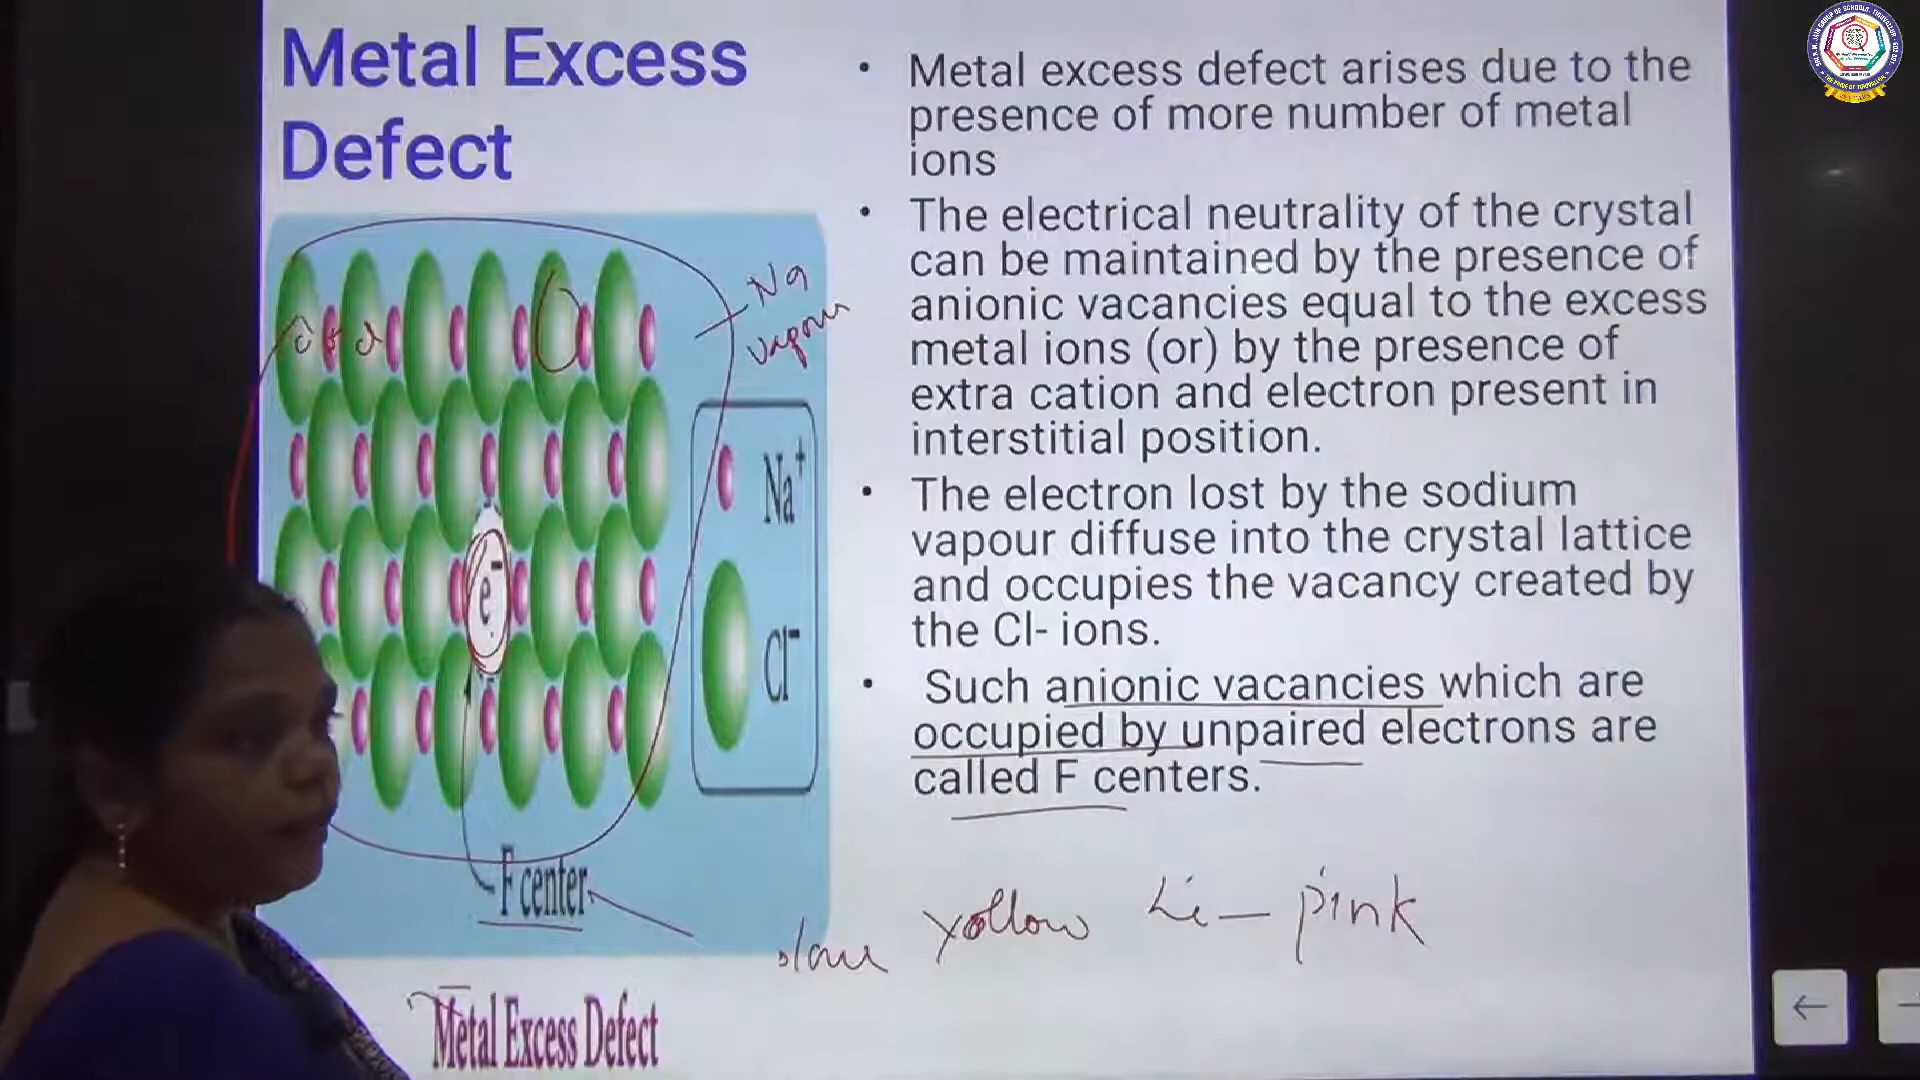 Metal Excess
Defect
Na
vapour
Na+
Cl-
e-
F center
Metal Excess Defect
• Metal excess defect arises due to the
presence of more number of metal
ions
• The electrical neutrality of the crystal
can be maintained by the presence of
anionic vacancies equal to the excess
metal ions (or) by the presence of
extra cation and electron present in
interstitial position.
• The electron lost by the sodium
vapour diffuse into the crystal lattice
and occupies the vacancy created by
the Cl- ions.
• Such anionic vacancies which are
occupied by unpaired electrons are
called F centers.
yellow Li - pink